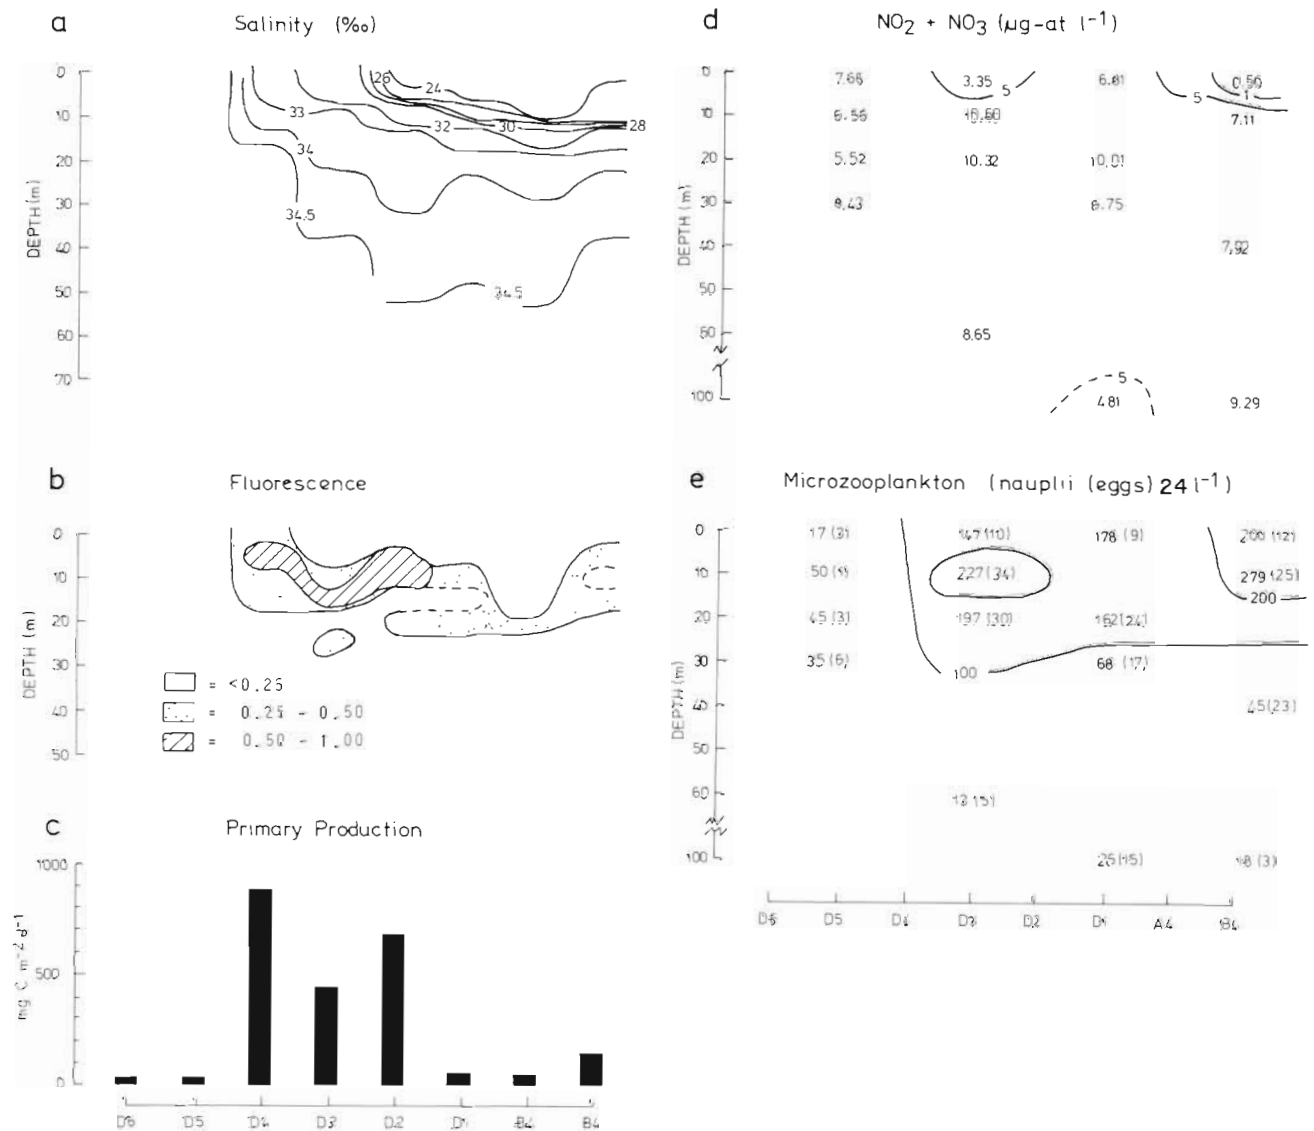 a
Salinity (‰)
0
10
20
30
40
50
60
70
DEPTH (m)
26
24
33
32
30
28
34
34.5
34.5
b
Fluorescence
0
10
20
30
40
50
DEPTH (m)
= <0.25
= 0.25 - 0.50
= 0.50 - 1.00
c
Primary Production
1000
500
0
mg C m⁻² d⁻¹
D6 D5 D4 D3 D2 D1 B4
d
NO₂ + NO₃ (µg-at l⁻¹)
0
10
20
30
40
50
60
100
DEPTH (m)
7.66 3.35 6.81 0.56
5 5 1
6.56 7.11
5.52 10.32 10.01
8.75
7.92
8.65
5
4.81 9.29
e
Microzooplankton (nauplii (eggs) 24 l⁻¹)
0
10
20
30
40
50
60
100
DEPTH (m)
17 (3) 147 (10) 178 (9) 200 (12)
50 227 (34) 279 (25)
200
45 (3) 197 (30) 162 (24)
35 (6) 100 68 (17)
45 (23)
25 (15) 18 (3)
D6 D5 D4 D3 D2 D1 A4 B4